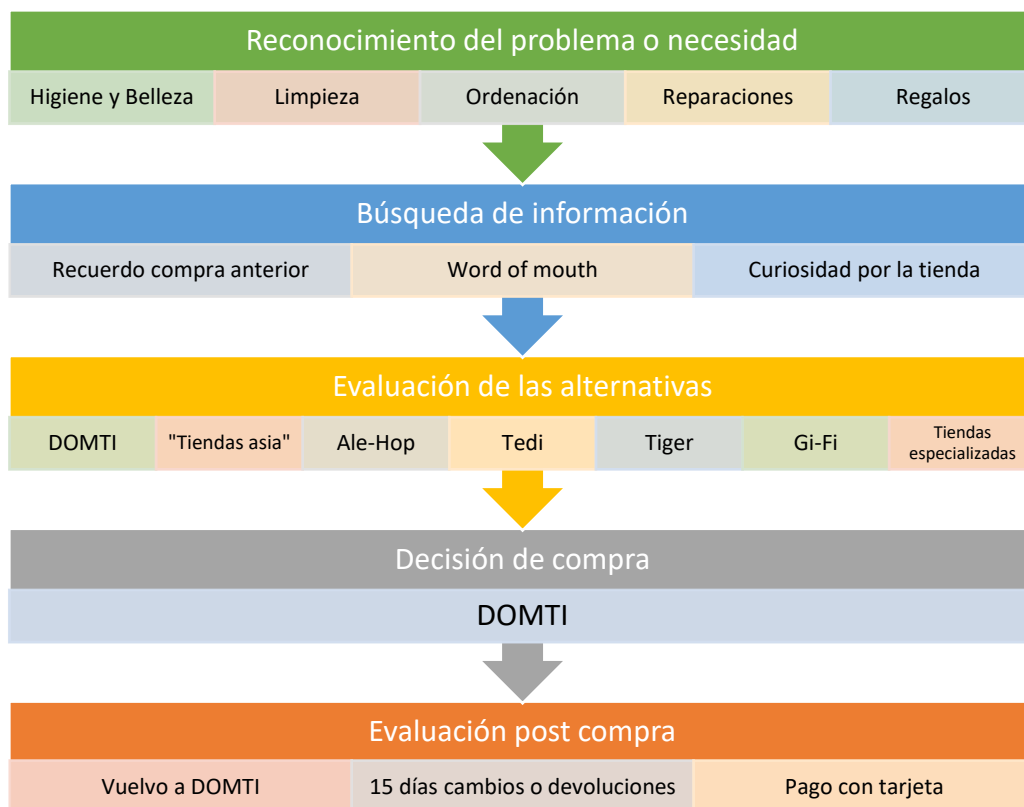 Reconocimiento del problema o necesidad
Higiene y Belleza
Limpieza
Ordenación
Reparaciones
Regalos
Búsqueda de información
Recuerdo compra anterior
Word of mouth
Curiosidad por la tienda
Evaluación de las alternativas
DOMTI
"Tiendas asia"
Ale-Hop
Tedi
Tiger
Gi-Fi
Tiendas
especializadas
Decisión de compra
DOMTI
Evaluación post compra
Vuelvo a DOMTI
15 días cambios o devoluciones
Pago con tarjeta